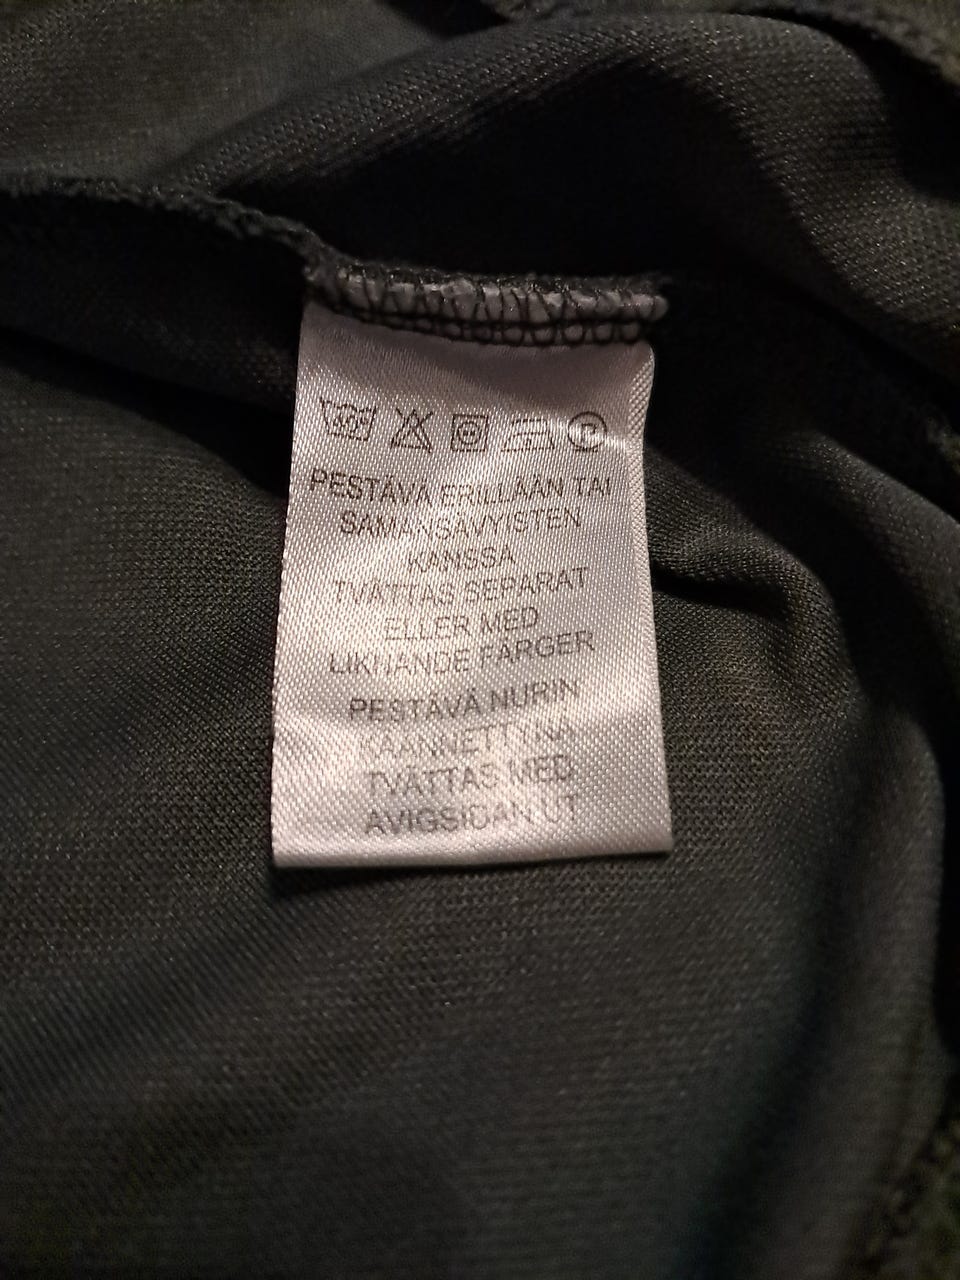 PESTÄVÄ ERILLÄÄN TAI
SAMANSÄVYISTEN
KANSSA
TVÄTTAS SEPARAT
ELLER MED
LIKNANDE FÄRGER
PESTÄVÄ NURIN
KÄÄNNETTYNÄ
TVÄTTAS MED
AVIGSIDAN UT